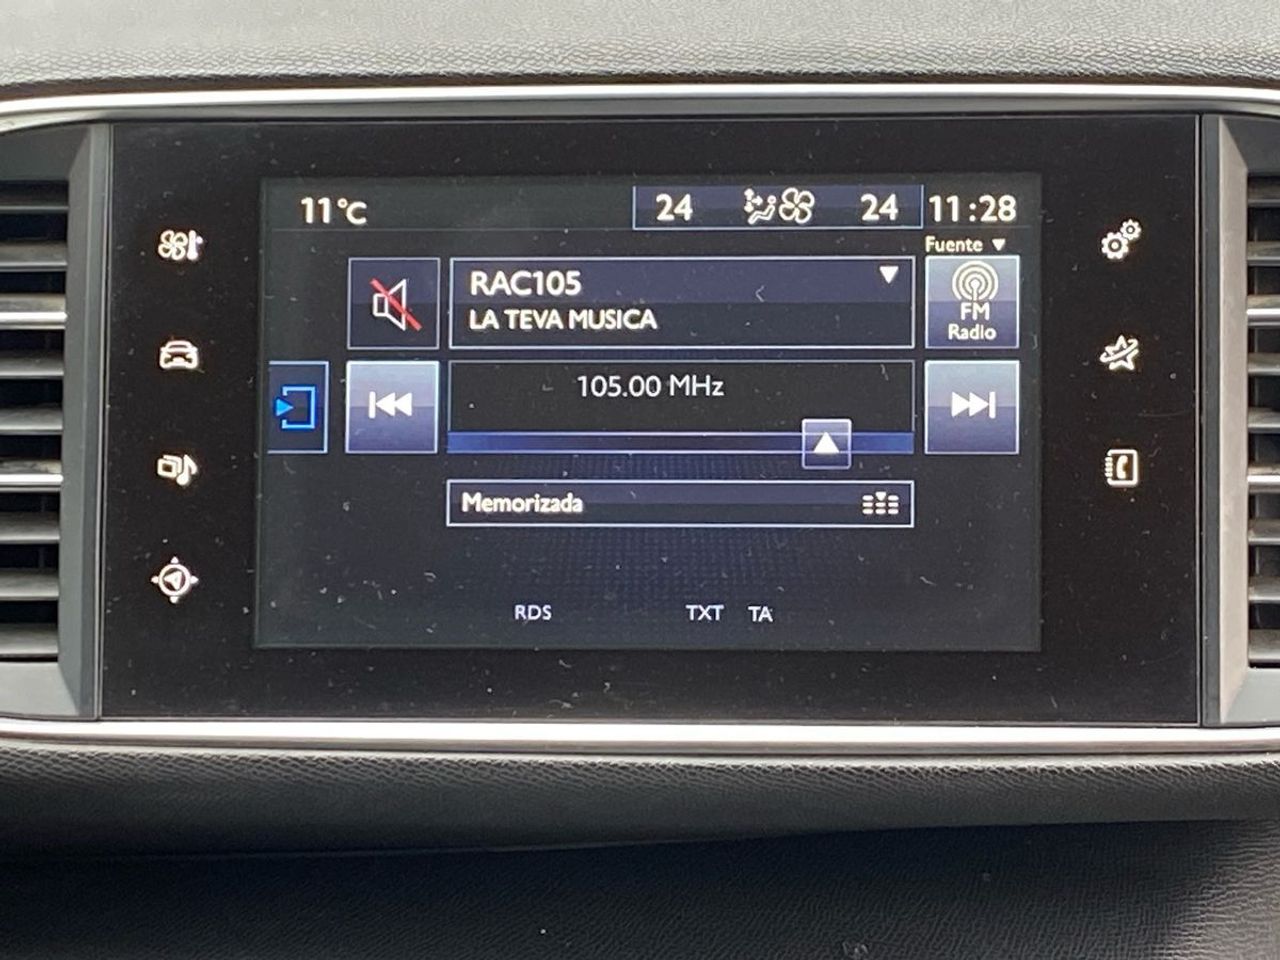 11°C
24
24
11:28
Fuente
RAC105
LA TEVA MUSICA
FM
Radio
105.00 MHz
Memorizada
RDS
TXT
TA